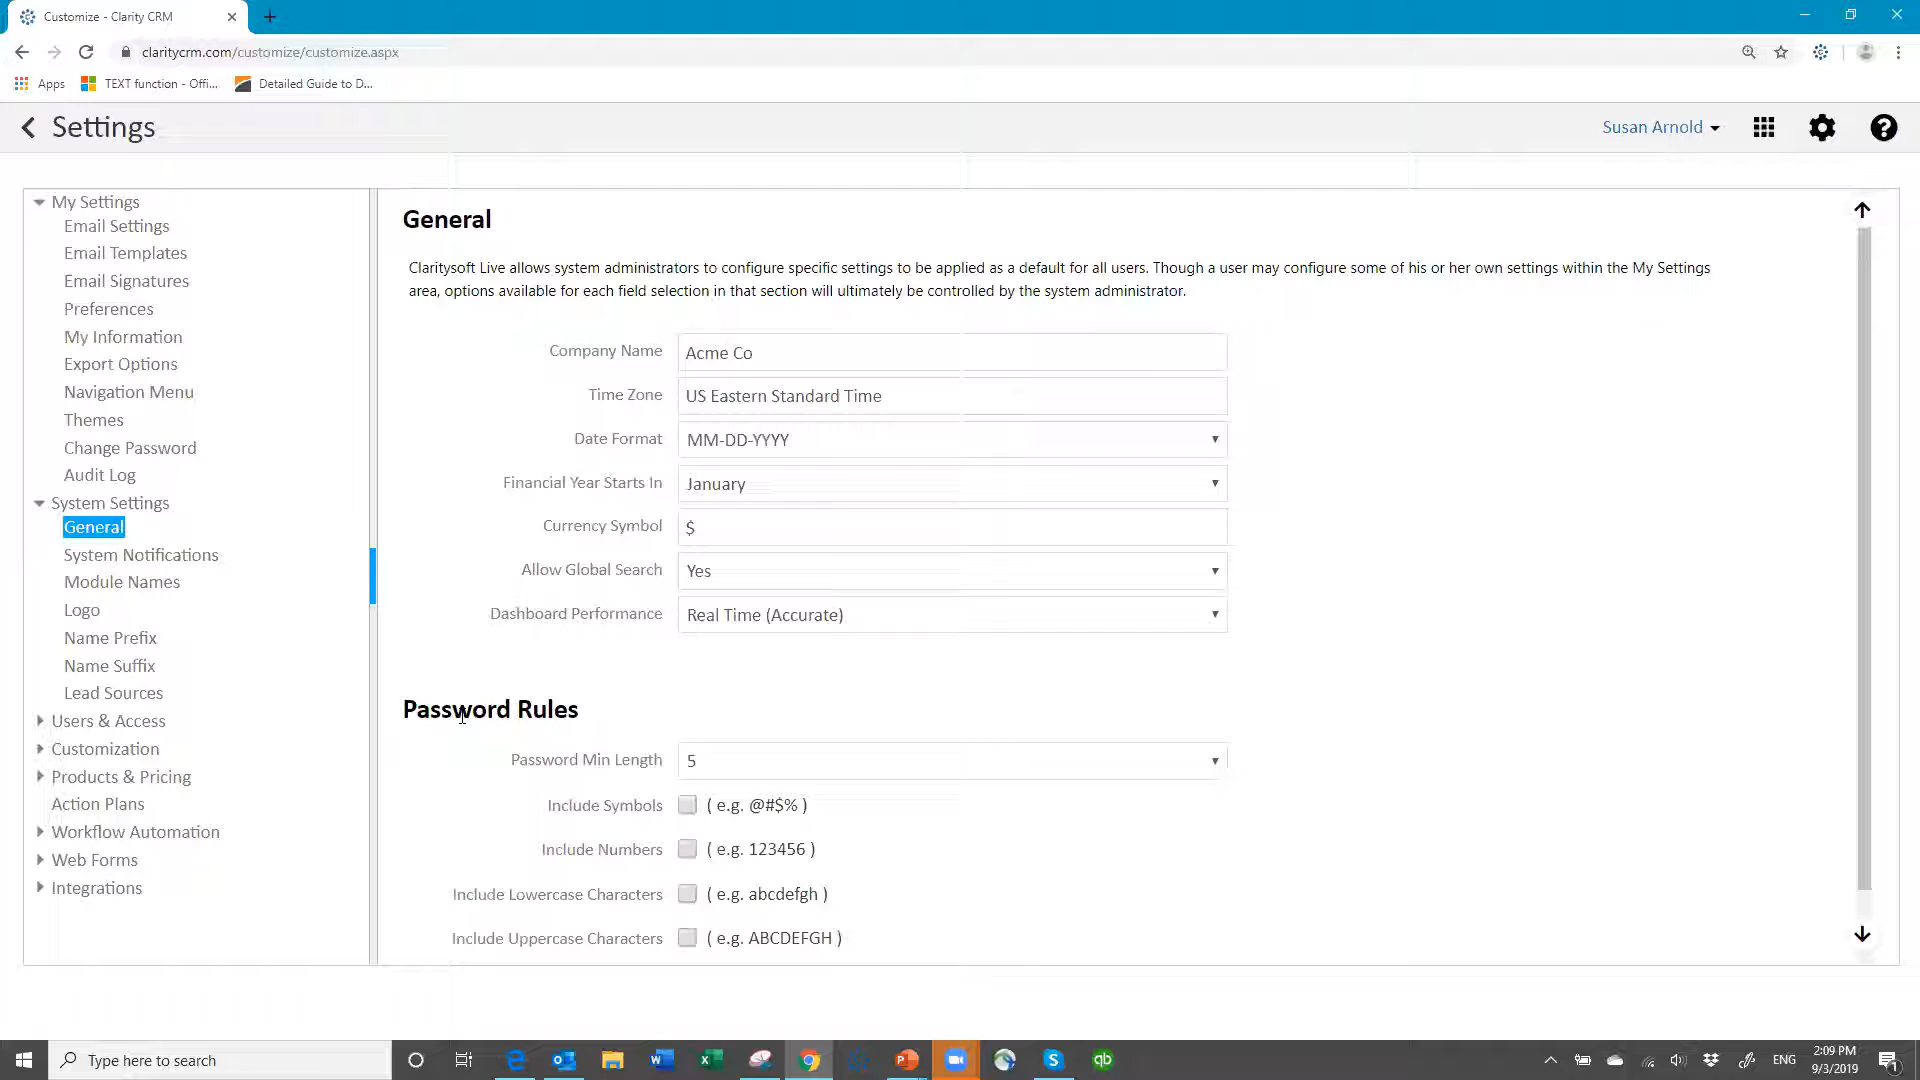 Customize - Clarity CRM
claritycrm.com/customize/customize.aspx
Apps
TEXT function - Offi...
Detailed Guide to D...
Settings
Susan Arnold
My Settings
Email Settings
Email Templates
Email Signatures
Preferences
My Information
Export Options
Navigation Menu
Themes
Change Password
Audit Log
System Settings
General
System Notifications
Module Names
Logo
Name Prefix
Name Suffix
Lead Sources
Users & Access
Customization
Products & Pricing
Action Plans
Workflow Automation
Web Forms
Integrations
General
Claritysoft Live allows system administrators to configure specific settings to be applied as a default for all users. Though a user may configure some of his or her own settings within the My Settings
area, options available for each field selection in that section will ultimately be controlled by the system administrator.
Company Name Acme Co
Time Zone US Eastern Standard Time
Date Format MM-DD-YYYY
Financial Year Starts In January
Currency Symbol $
Allow Global Search Yes
Dashboard Performance Real Time (Accurate)
Password Rules
Password Min Length 5
Include Symbols ( e.g. @#$% )
Include Numbers ( e.g. 123456 )
Include Lowercase Characters ( e.g. abcdefgh )
Include Uppercase Characters ( e.g. ABCDEFGH )
Type here to search
ENG
2:09 PM
9/3/2019